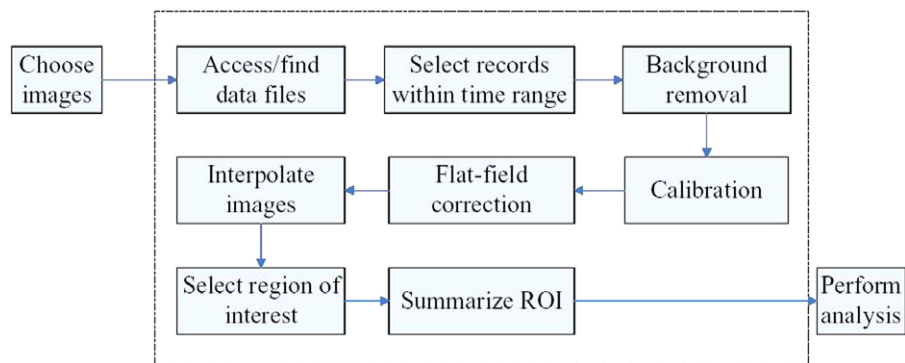 Choose
images
Access/find
data files
Select records
within time range
Background
removal
Calibration
Flat-field
correction
Interpolate
images
Select region of
interest
Summarize ROI
Perform
analysis